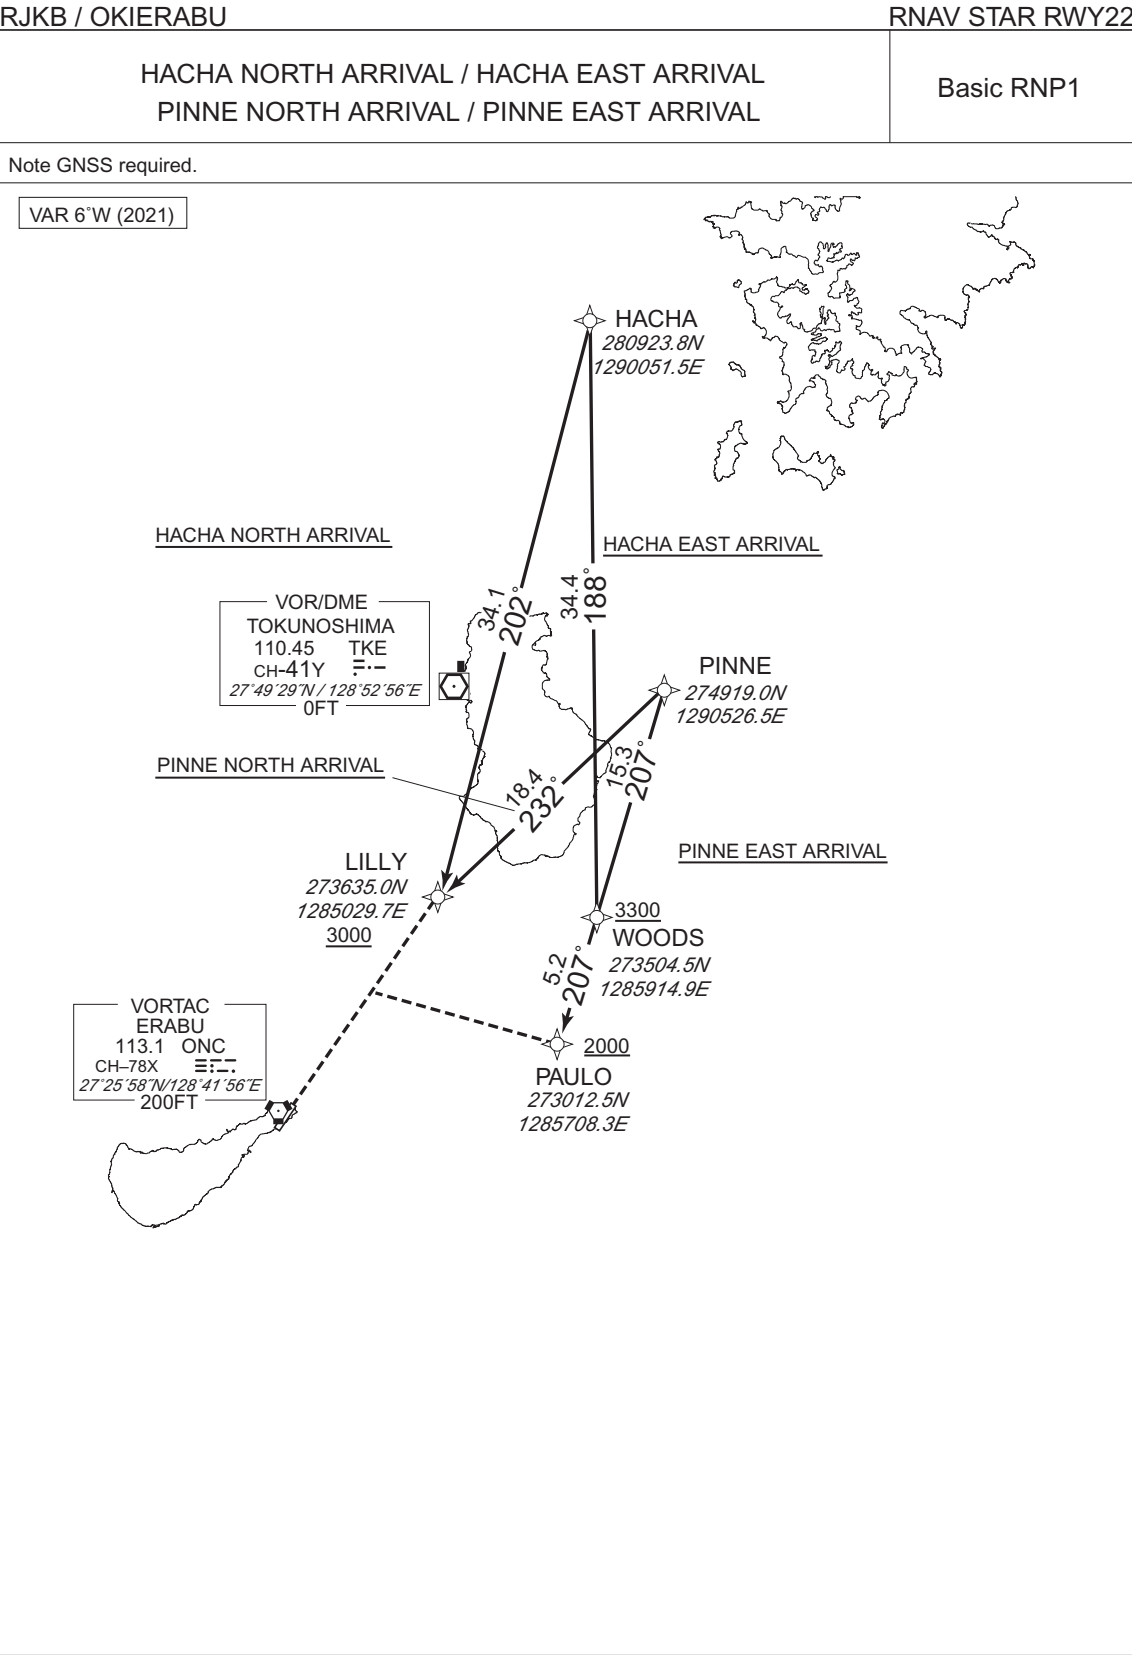 RJKB / OKIERABU
RNAV STAR RWY22
HACHA NORTH ARRIVAL / HACHA EAST ARRIVAL
PINNE NORTH ARRIVAL / PINNE EAST ARRIVAL
Basic RNP1
Note GNSS required.
VAR 6°W (2021)
HACHA
280923.8N
1290051.5E
HACHA NORTH ARRIVAL
HACHA EAST ARRIVAL
34.1
202°
34.4
188°
VOR/DME
TOKUNOSHIMA
110.45 TKE
CH-41Y
27°49´29˝N / 128°52´56˝E
0FT
PINNE
274919.0N
1290526.5E
PINNE NORTH ARRIVAL
18.4
232°
15.3
207°
PINNE EAST ARRIVAL
LILLY
273635.0N
1285029.7E
3000
3300
WOODS
273504.5N
1285914.9E
5.2
207°
VORTAC
ERABU
113.1 ONC
CH–78X
27°25´58˝N/128°41´56˝E
200FT
2000
PAULO
273012.5N
1285708.3E